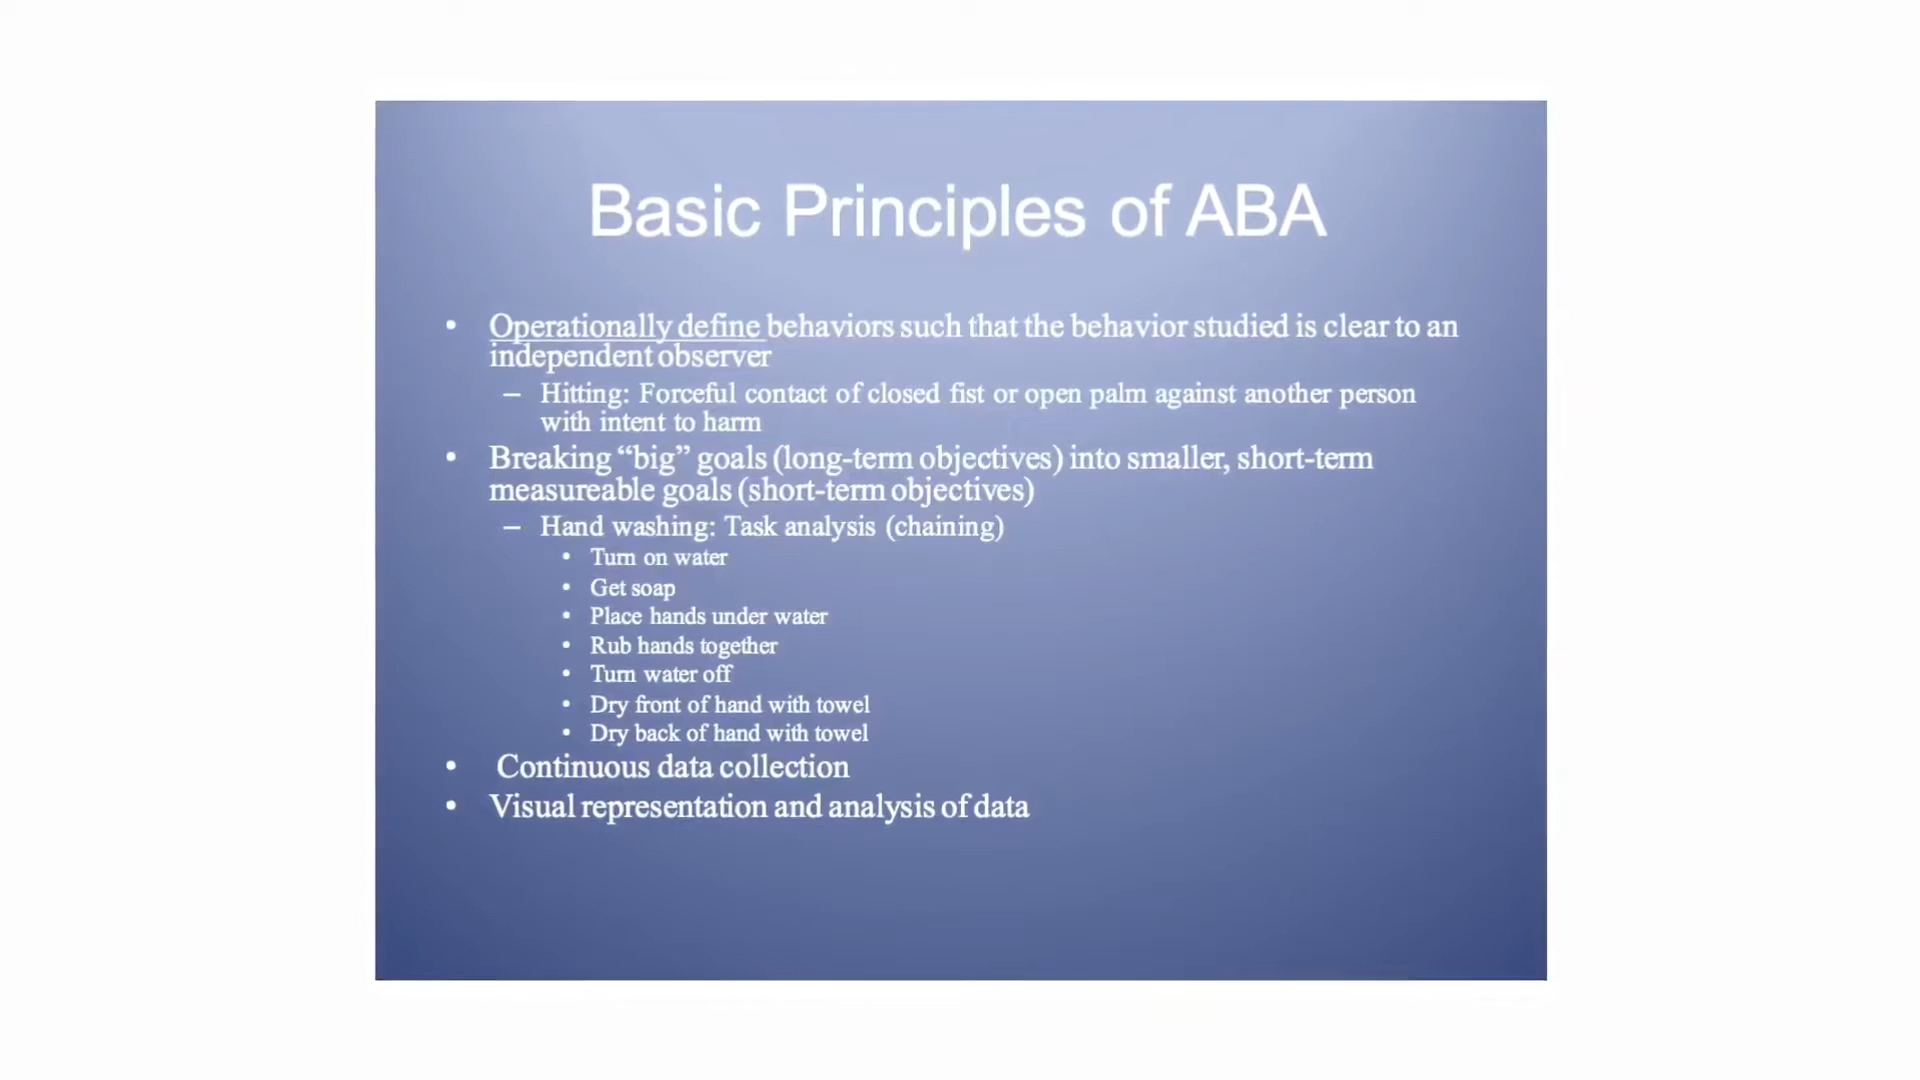 Basic Principles of ABA
• Operationally define behaviors such that the behavior studied is clear to an
independent observer
– Hitting: Forceful contact of closed fist or open palm against another person
with intent to harm
• Breaking “big” goals (long-term objectives) into smaller, short-term
measureable goals (short-term objectives)
– Hand washing: Task analysis (chaining)
• Turn on water
• Get soap
• Place hands under water
• Rub hands together
• Turn water off
• Dry front of hand with towel
• Dry back of hand with towel
• Continuous data collection
• Visual representation and analysis of data